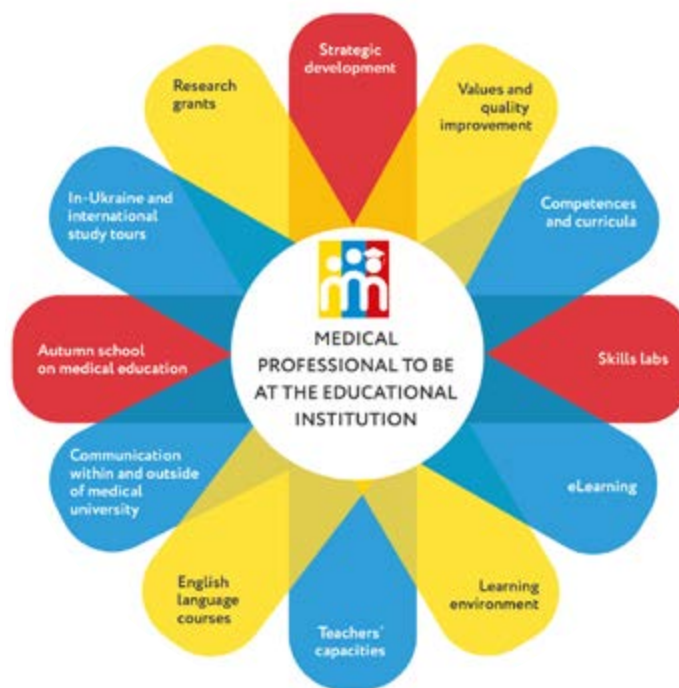 Strategic
development
Values and
quality
improvement
Competences
and curricula
Skills labs
eLearning
Learning
environment
Teachers'
capacities
English
language
courses
Communication
within and outside
of medical
university
Autumn school
on medical education
In-Ukraine and
international
study tours
Research
grants
MEDICAL
PROFESSIONAL TO BE
AT THE EDUCATIONAL
INSTITUTION